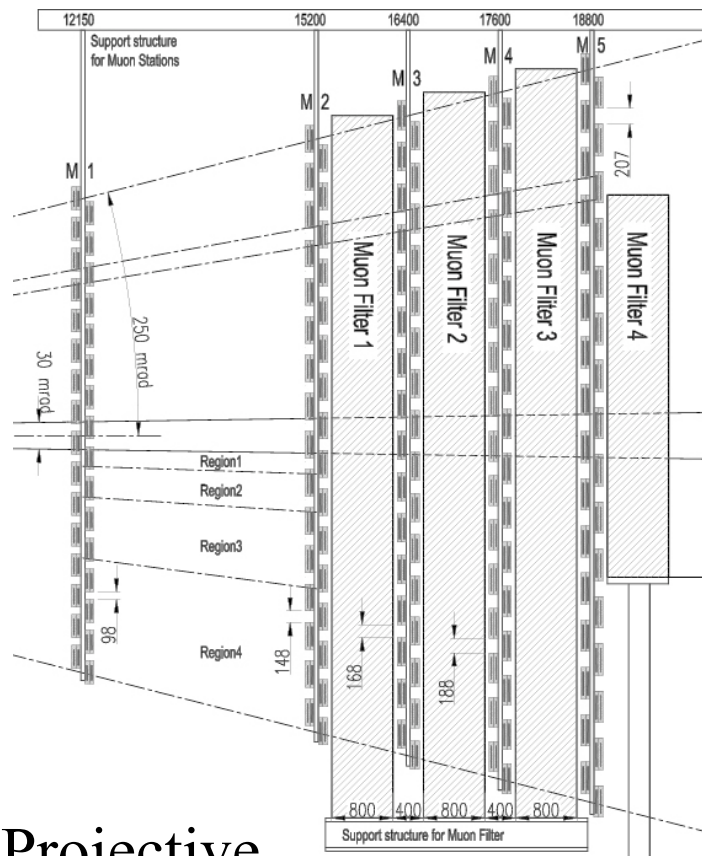 12150 15200 16400 17600 18800
Support structure
for Muon Stations
M 1
M 2
M 3
M 4
M 5
207
Muon Filter 1
Muon Filter 2
Muon Fliter 3
Muon Filter 4
250 mrad
30 mrad
Region1
Region2
Region3
Region4
98
148
168
188
800 400 800 400 800
Support structure for Muon Filter
Projective